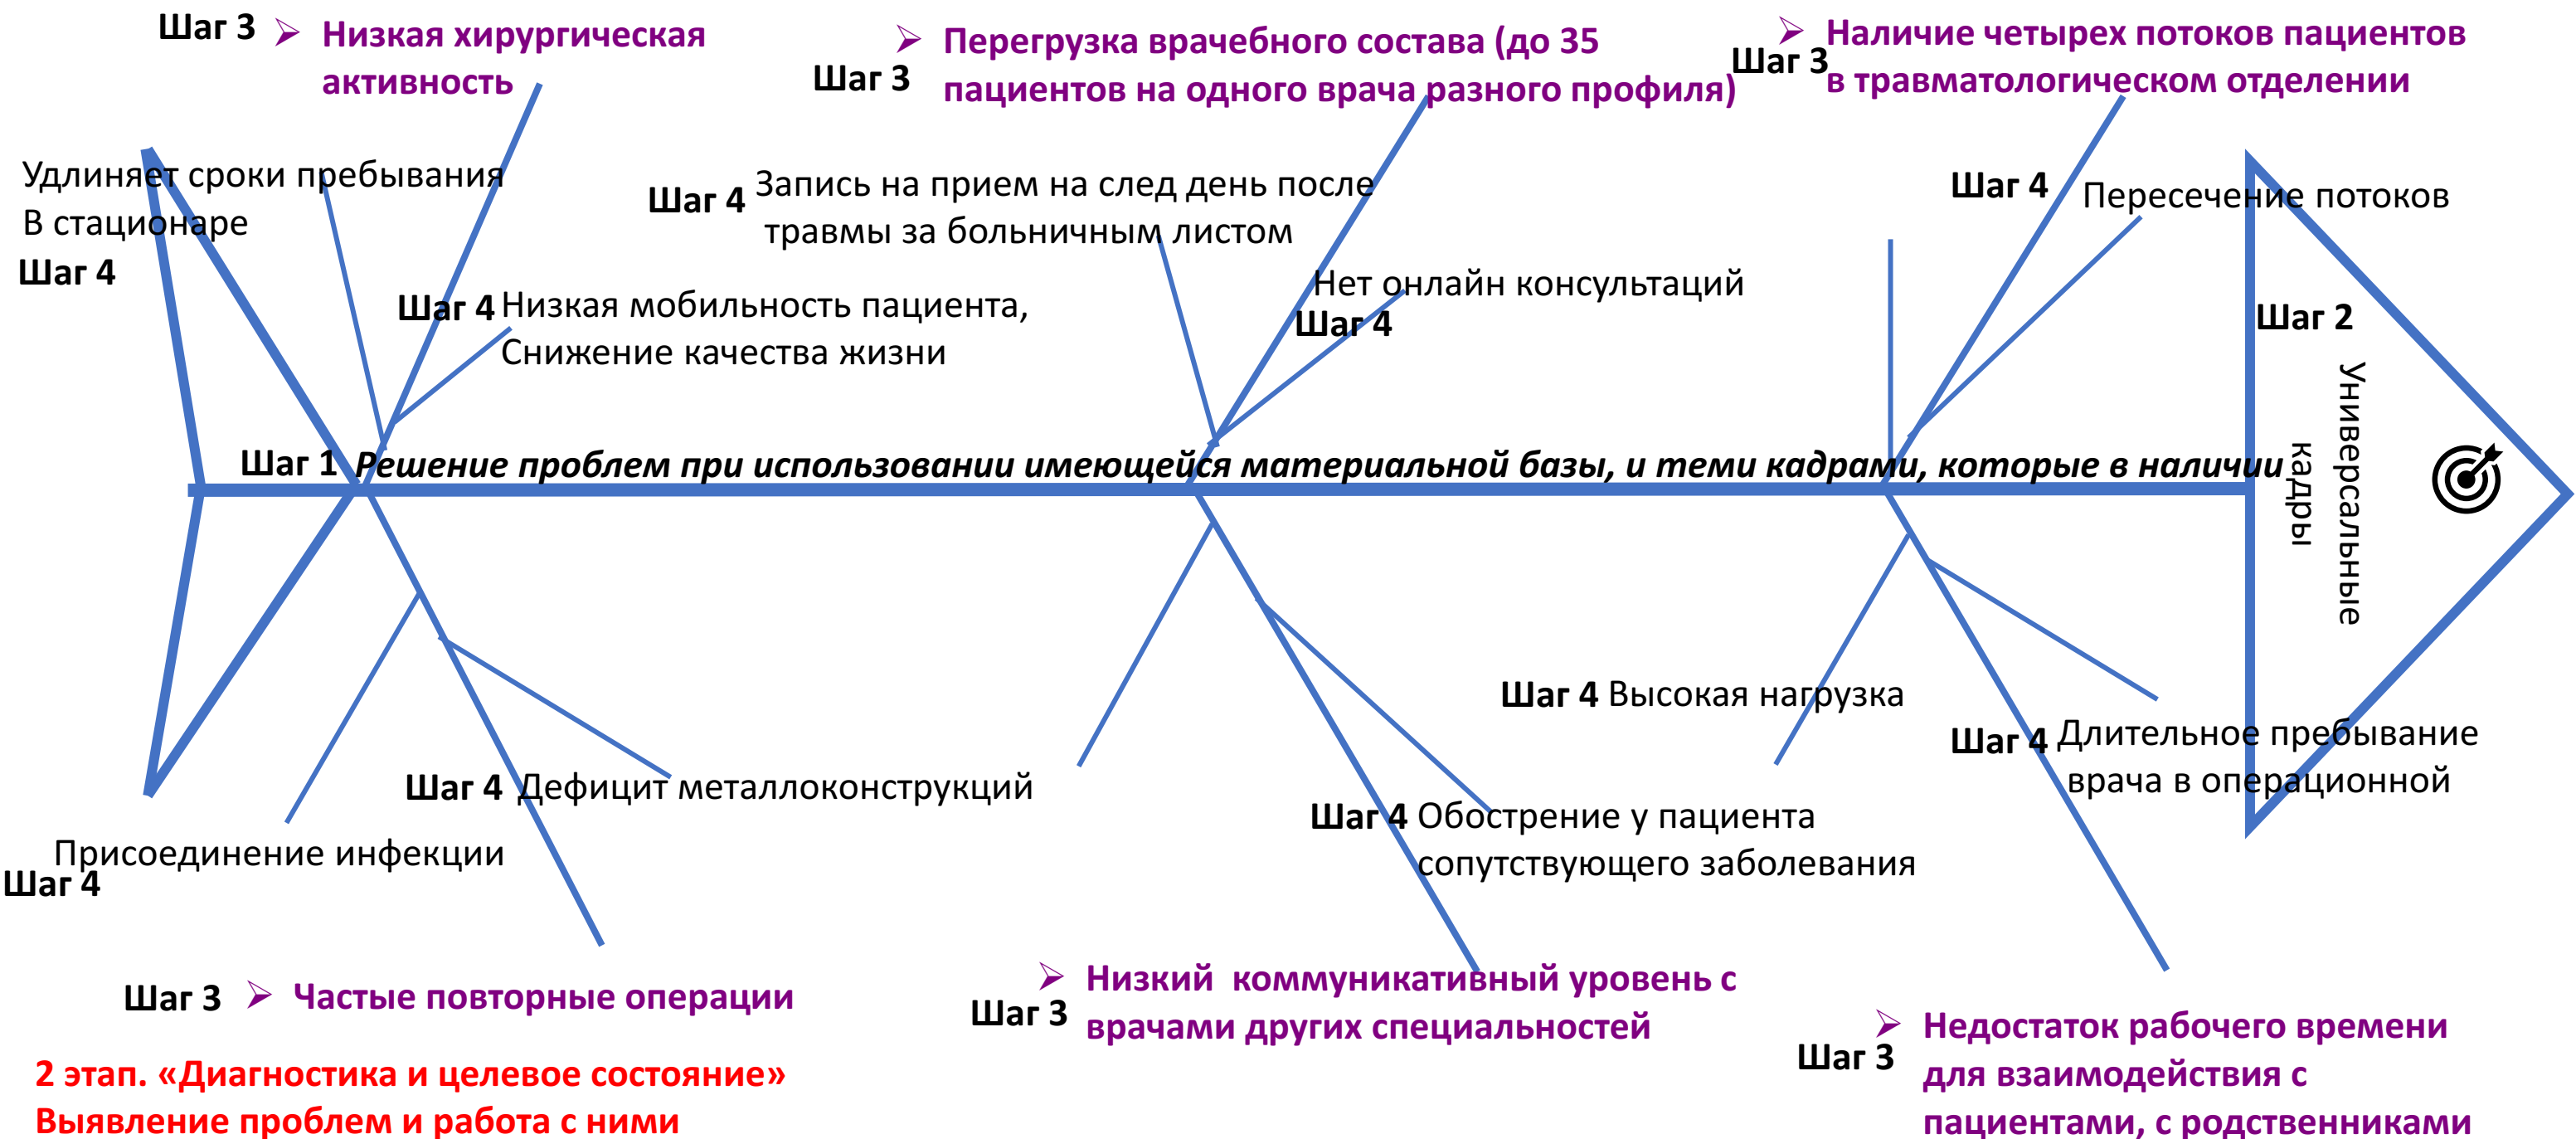 Шаг 3 ➢ Низкая хирургическая
активность
➢ Перегрузка врачебного состава (до 35
Шаг 3 пациентов на одного врача разного профиля)
➢ Наличие четырех потоков пациентов
Шаг 3 в травматологическом отделении
Удлиняет сроки пребывания
В стационаре
Шаг 4
Шаг 4 Низкая мобильность пациента,
Снижение качества жизни
Шаг 4 Запись на прием на след день после
травмы за больничным листом
Нет онлайн консультаций
Шаг 4
Шаг 4 Пересечение потоков
Шаг 2
Универсальные
кадры
Шаг 1 Решение проблем при использовании имеющейся материальной базы, и теми кадрами, которые в наличии
Шаг 4 Дефицит металлоконструкций
Присоединение инфекции
Шаг 4
Шаг 4 Высокая нагрузка
Шаг 4 Обострение у пациента
сопутствующего заболевания
Шаг 4 Длительное пребывание
врача в операционной
Шаг 3 ➢ Частые повторные операции
➢ Низкий коммуникативный уровень с
Шаг 3 врачами других специальностей
➢ Недостаток рабочего времени
Шаг 3 для взаимодействия с
пациентами, с родственниками
2 этап. «Диагностика и целевое состояние»
Выявление проблем и работа с ними